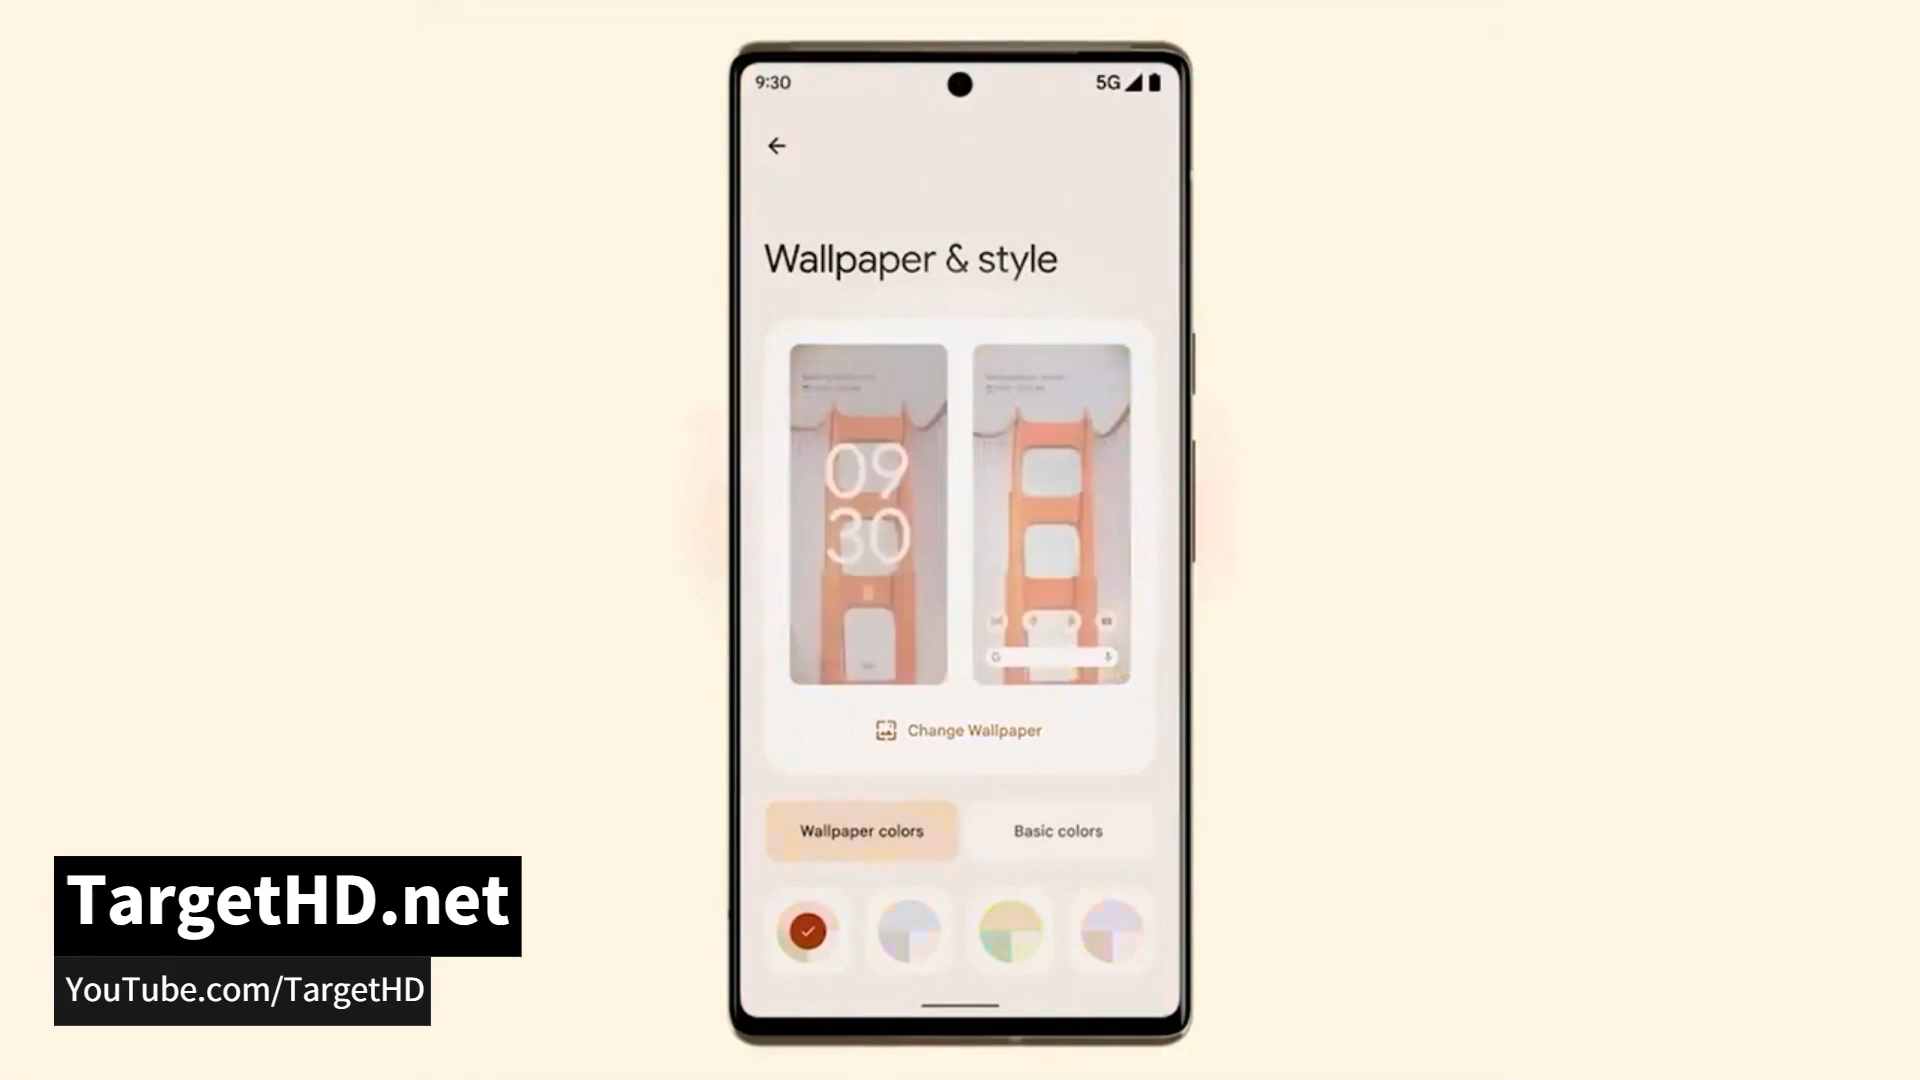 9:30
5G
Wallpaper & style
09
30
G
Change Wallpaper
Wallpaper colors
Basic colors
TargetHD.net
YouTube.com/TargetHD